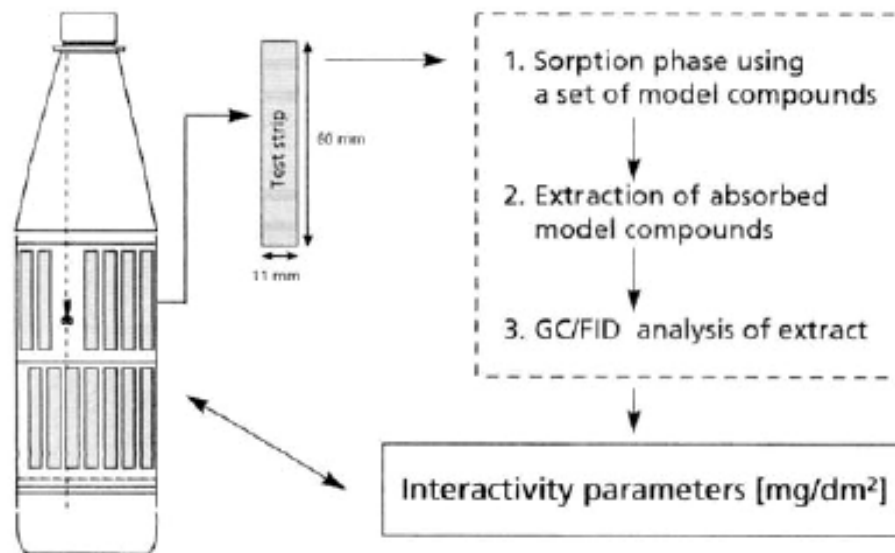 Test strip
60 mm
11 mm
1. Sorption phase using
a set of model compounds
2. Extraction of absorbed
model compounds
3. GC/FID analysis of extract
Interactivity parameters [mg/dm²]